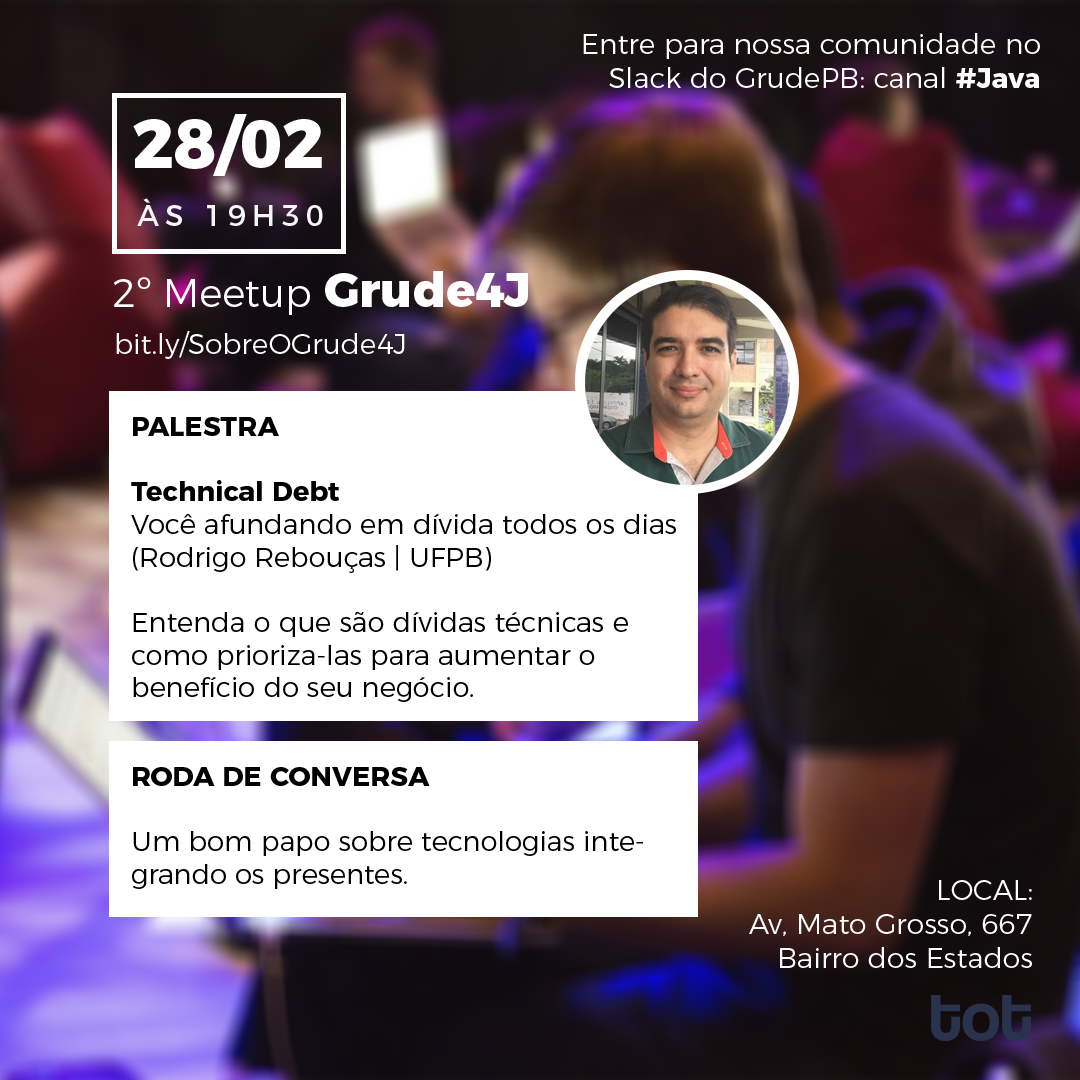 Entre para nossa comunidade no
Slack do GrudePB: canal #Java
28/02
ÀS 19H30
2º Meetup Grude4J
bit.ly/SobreOGrude4J
PALESTRA
Technical Debt
Você afundando em dívida todos os dias
(Rodrigo Rebouças | UFPB)
Entenda o que são dívidas técnicas e
como prioriza-las para aumentar o
benefício do seu negócio.
RODA DE CONVERSA
Um bom papo sobre tecnologias inte-
grando os presentes.
LOCAL:
Av, Mato Grosso, 667
Bairro dos Estados
tot